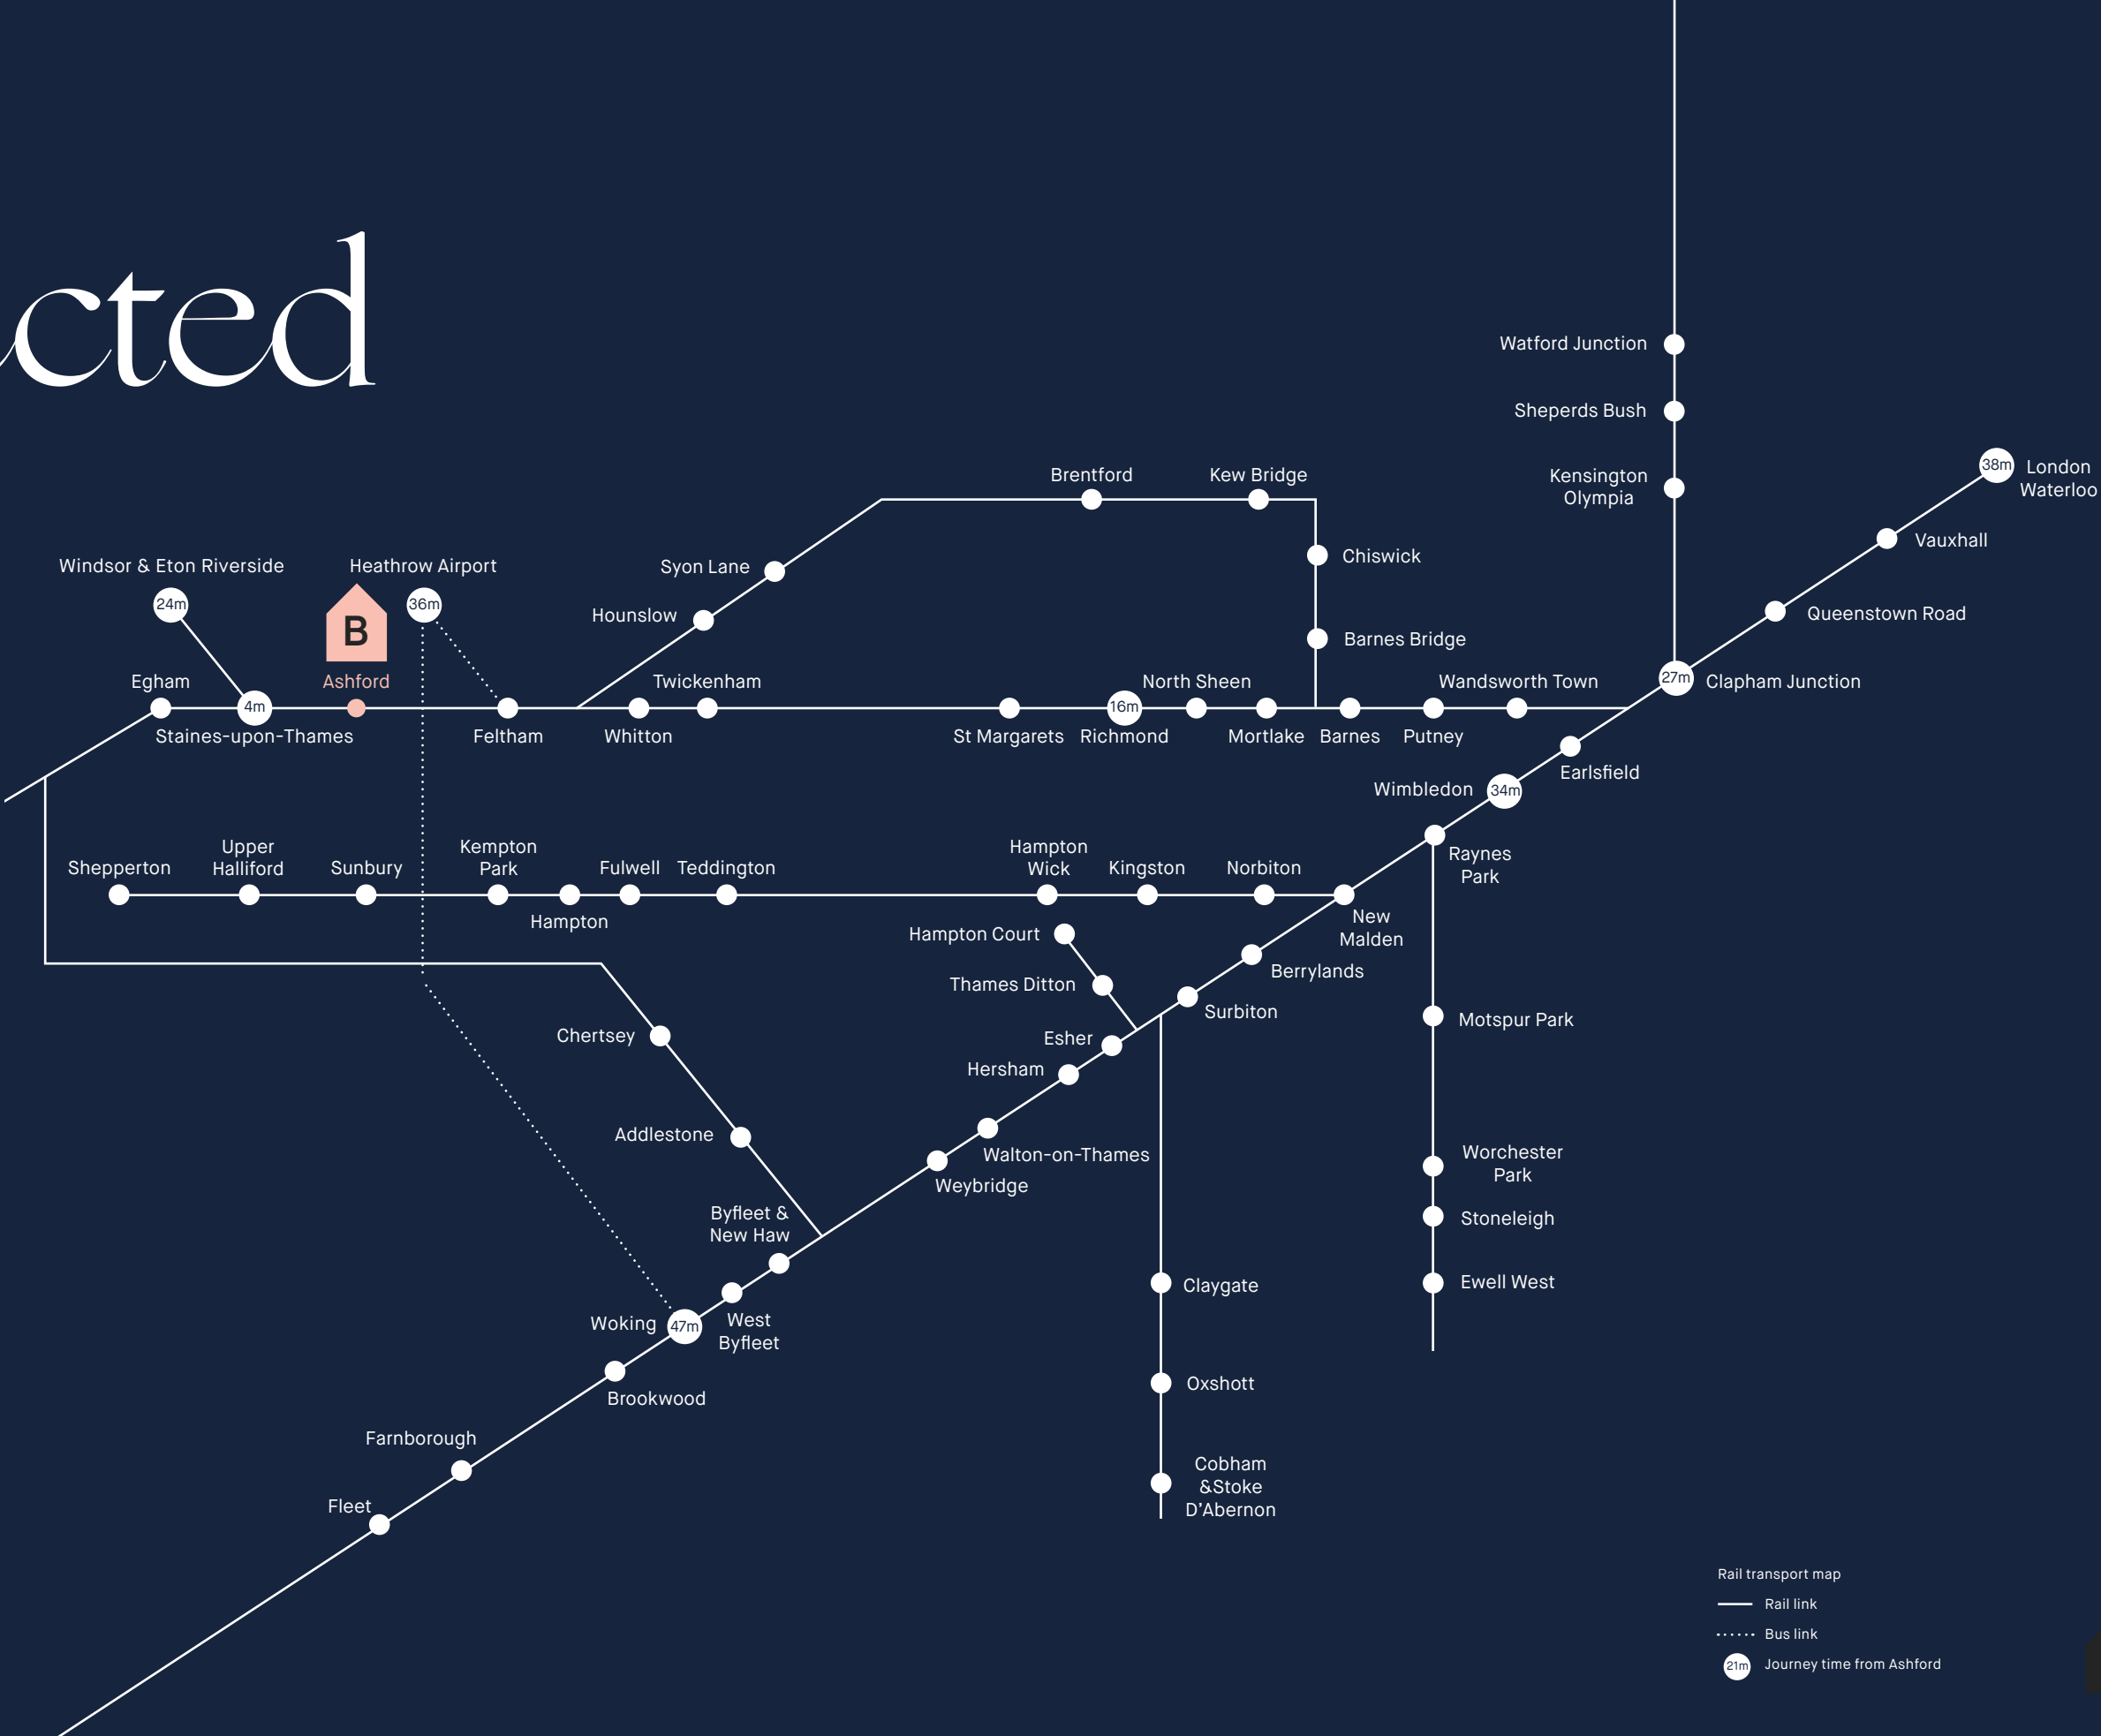 cted
Watford Junction
Sheperds Bush
Kensington
Olympia
38m
London
Waterloo
Vauxhall
Queenstown Road
27m
Clapham Junction
Brentford
Kew Bridge
Chiswick
Barnes Bridge
Syon Lane
Hounslow
Windsor & Eton Riverside
24m
Heathrow Airport
36m
B
Egham
4m
Staines-upon-Thames
Ashford
Feltham
Whitton
Twickenham
St Margarets
16m
Richmond
North Sheen
Mortlake
Barnes
Putney
Wandsworth Town
Earlsfield
Wimbledon
34m
Raynes
Park
Shepperton
Upper
Halliford
Sunbury
Kempton
Park
Hampton
Fulwell
Teddington
Hampton
Wick
Kingston
Norbiton
New
Malden
Hampton Court
Thames Ditton
Berrylands
Surbiton
Esher
Hersham
Walton-on-Thames
Weybridge
Motspur Park
Worchester
Park
Stoneleigh
Ewell West
Chertsey
Addlestone
Byfleet &
New Haw
West
Byfleet
Woking
47m
Brookwood
Farnborough
Fleet
Claygate
Oxshott
Cobham
&Stoke
D'Abernon
Rail transport map
Rail link
Bus link
21m
Journey time from Ashford